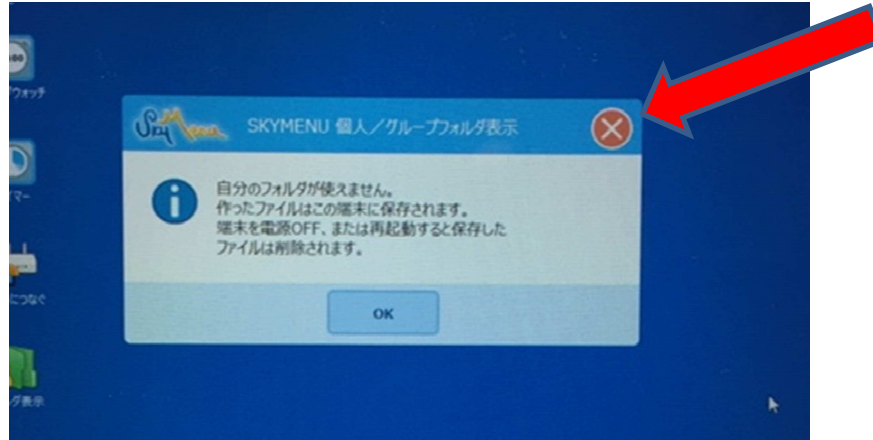 プウォッチ
SkyMenu
SKYMENU 個人／グループフォルダ表示
マー
自分のフォルダが使えません。
作ったファイルはこの端末に保存されます。
端末を電源OFF、または再起動すると保存した
ファイルは削除されます。
OK
につなぐ
ダ表示